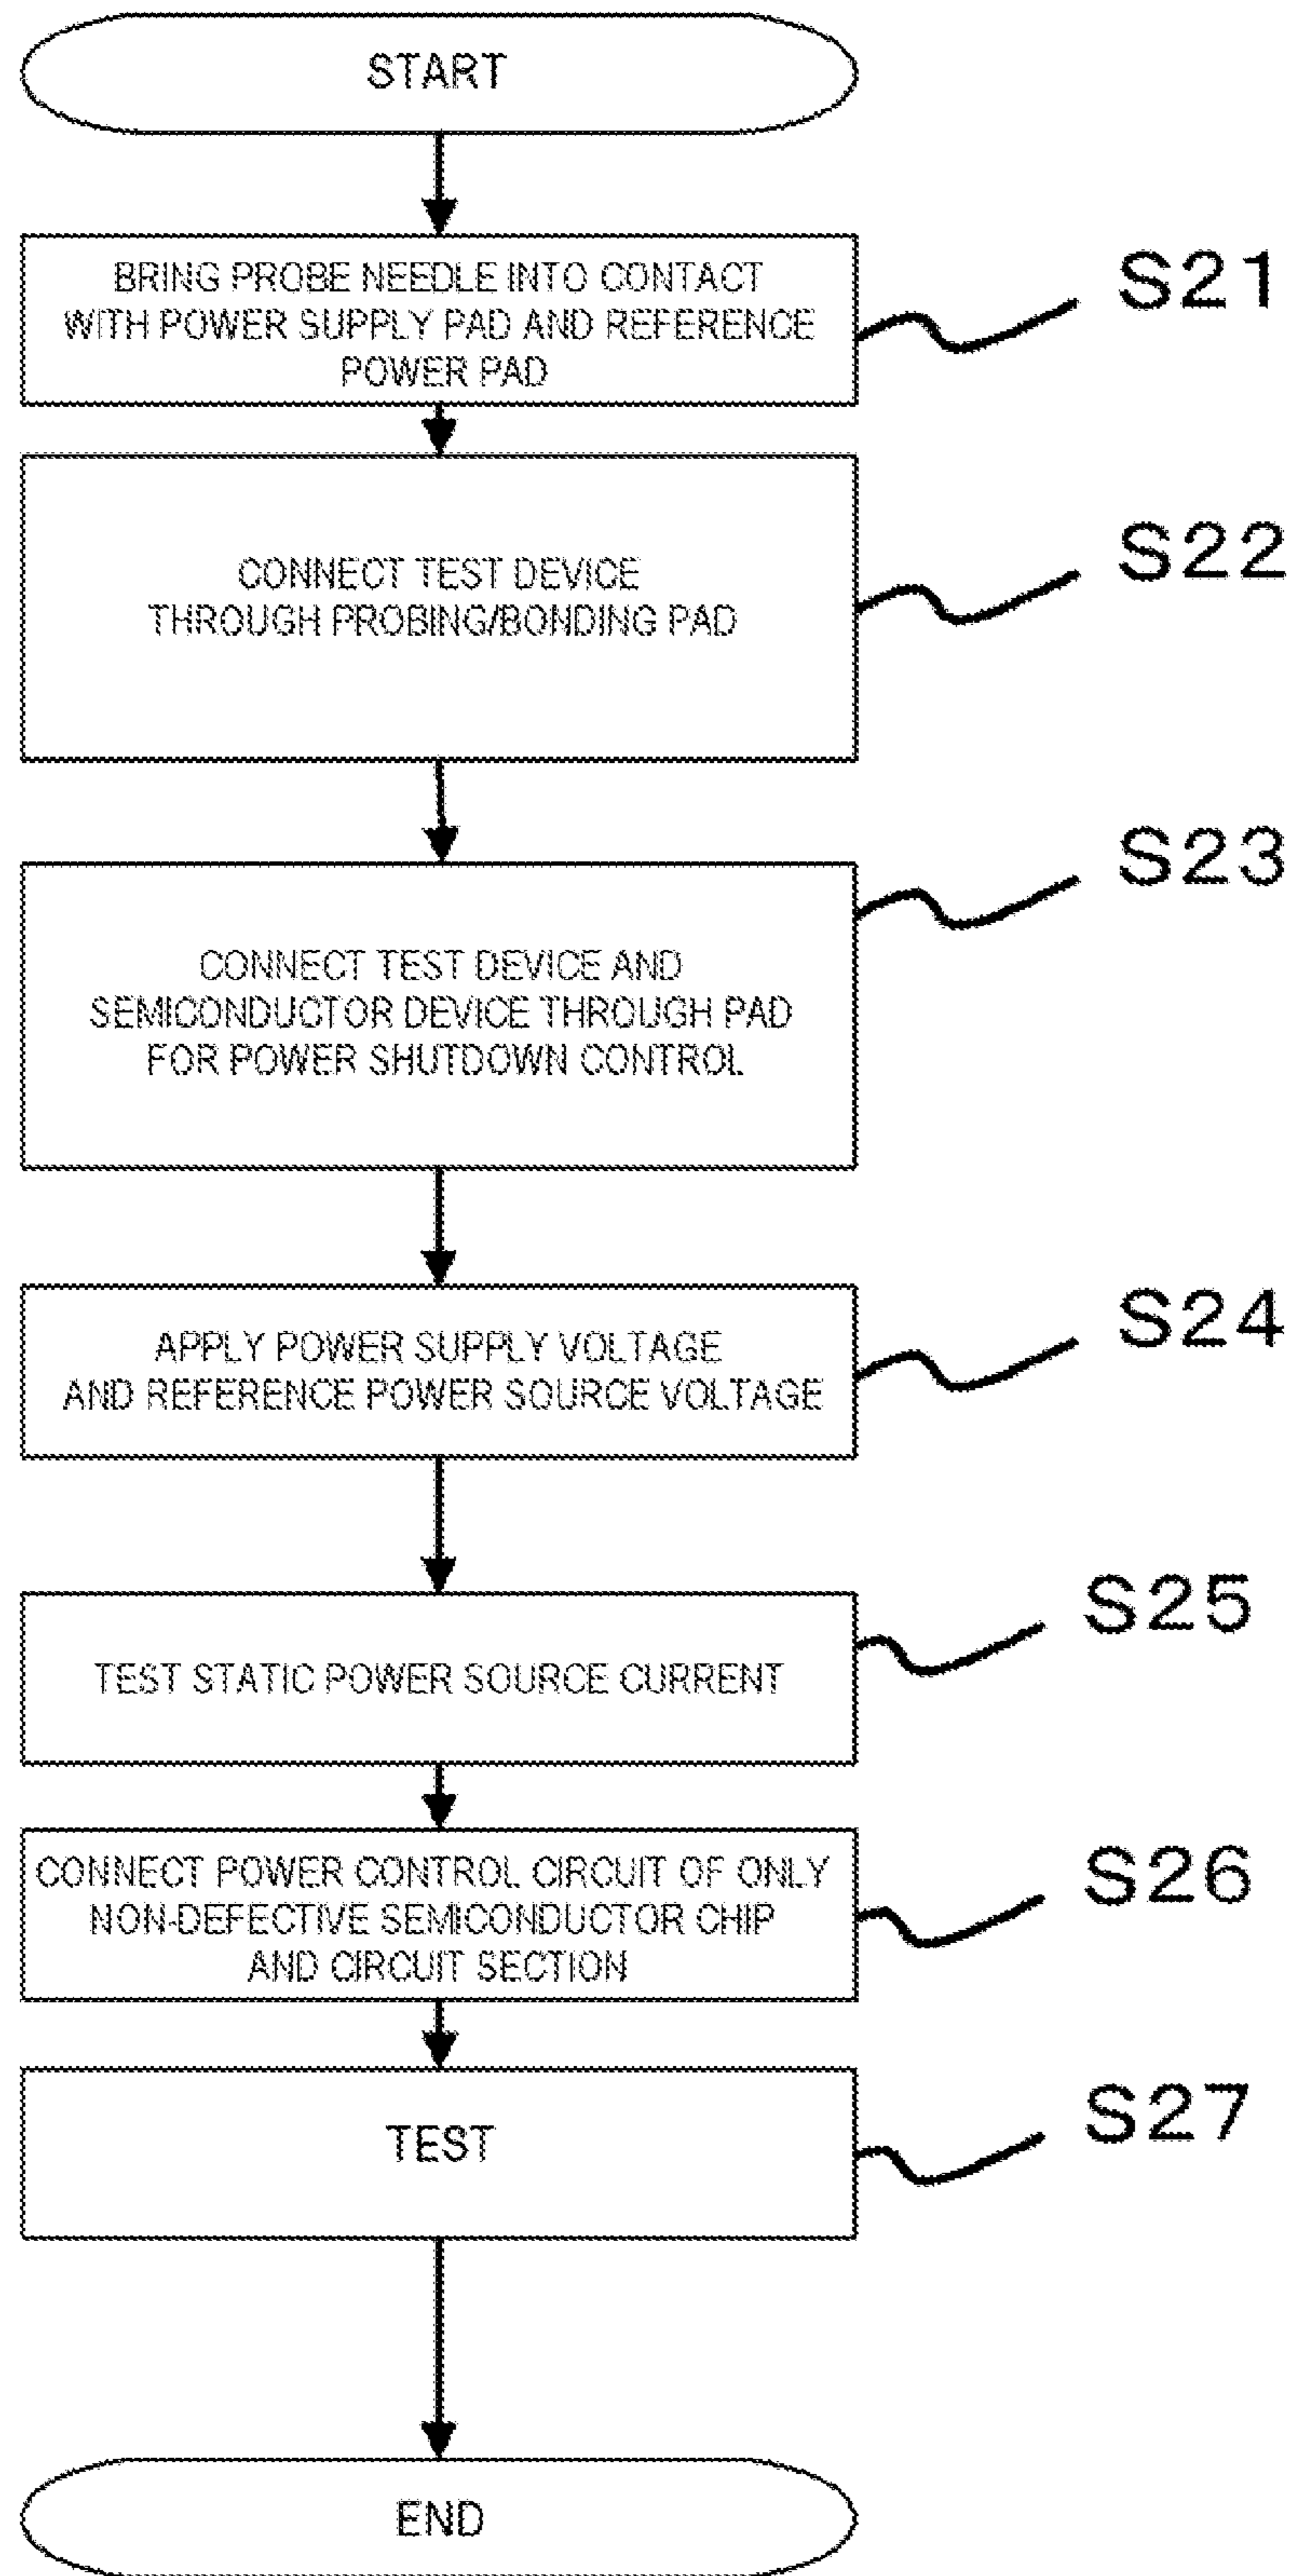 START
BRING PROBE NEEDLE INTO CONTACT
WITH POWER SUPPLY PAD AND REFERENCE
POWER PAD
S21
CONNECT TEST DEVICE
THROUGH PROBING/BONDING PAD
S22
CONNECT TEST DEVICE AND
SEMICONDUCTOR DEVICE THROUGH PAD
FOR POWER SHUTDOWN CONTROL
S23
APPLY POWER SUPPLY VOLTAGE
AND REFERENCE POWER SOURCE VOLTAGE
S24
TEST STATIC POWER SOURCE CURRENT
S25
CONNECT POWER CONTROL CIRCUIT OF ONLY
NON-DEFECTIVE SEMICONDUCTOR CHIP
AND CIRCUIT SECTION
S26
TEST
S27
END